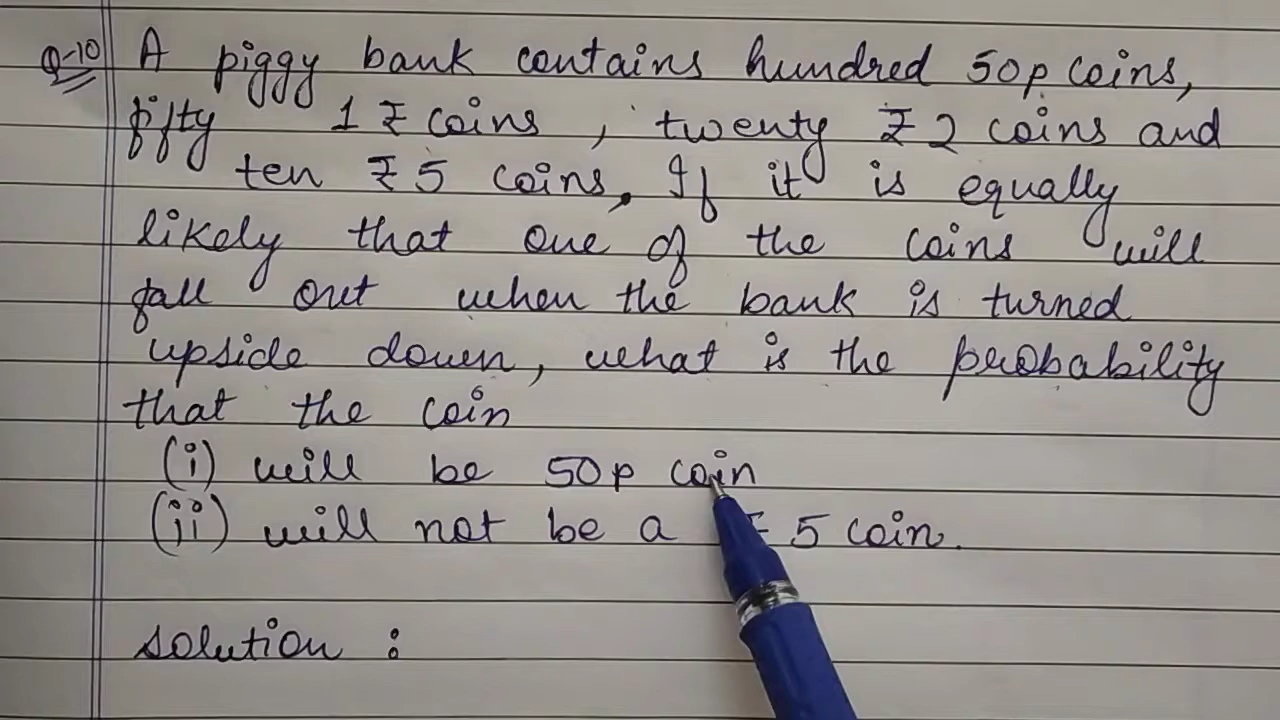 Q-10 A piggy bank contains hundred 50p coins,
fifty 1 ₹ coins, twenty ₹ 2 coins and
ten ₹ 5 coins, If it is equally
likely that one of the coins will
fall out when the bank is turned
upside down, what is the probability
that the coin
(i) will be 50p coin
(ii) will not be a ₹ 5 coin.
solution :